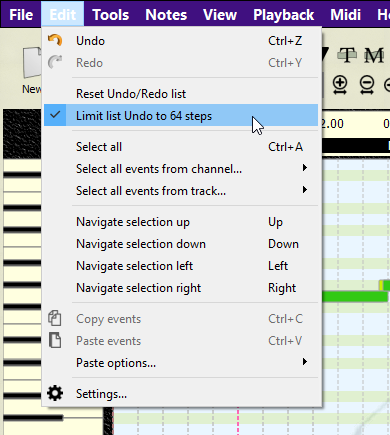 File Edit Tools View Playback Midi
New
T M
2.00
Undo Ctrl+Z
Redo Ctrl+Y
Reset Undo/Redo list
Limit list Undo to 64 steps
Select all Ctrl+A
Select all events from channel...
Select all events from track...
Navigate selection up Up
Navigate selection down Down
Navigate selection left Left
Navigate selection right Right
Copy events Ctrl+C
Paste events Ctrl+V
Paste options...
Settings...